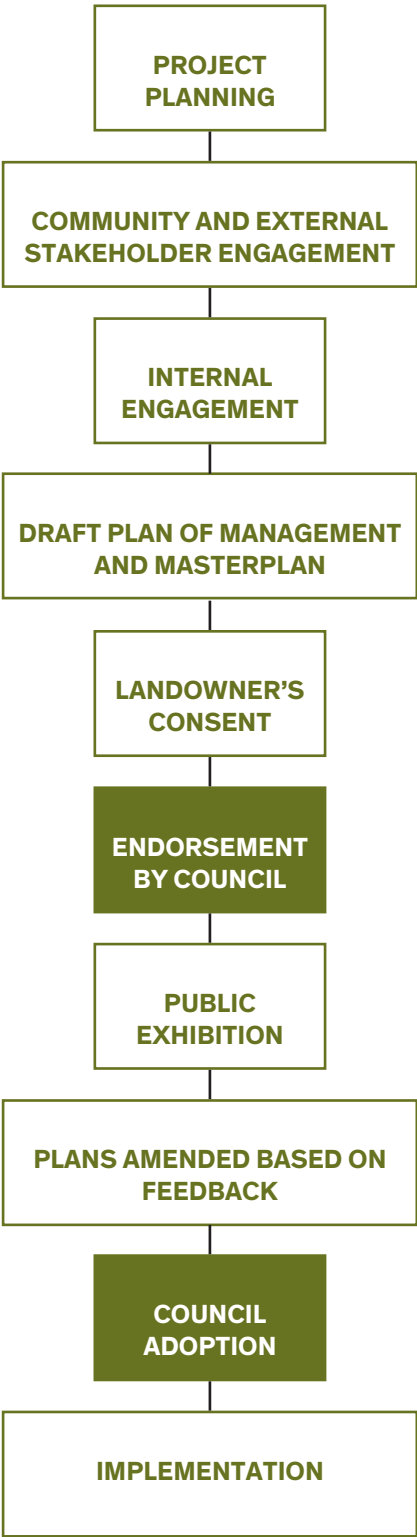 PROJECT
PLANNING
COMMUNITY AND EXTERNAL
STAKEHOLDER ENGAGEMENT
INTERNAL
ENGAGEMENT
DRAFT PLAN OF MANAGEMENT
AND MASTERPLAN
LANDOWNER’S
CONSENT
ENDORSEMENT
BY COUNCIL
PUBLIC
EXHIBITION
PLANS AMENDED BASED ON
FEEDBACK
COUNCIL
ADOPTION
IMPLEMENTATION